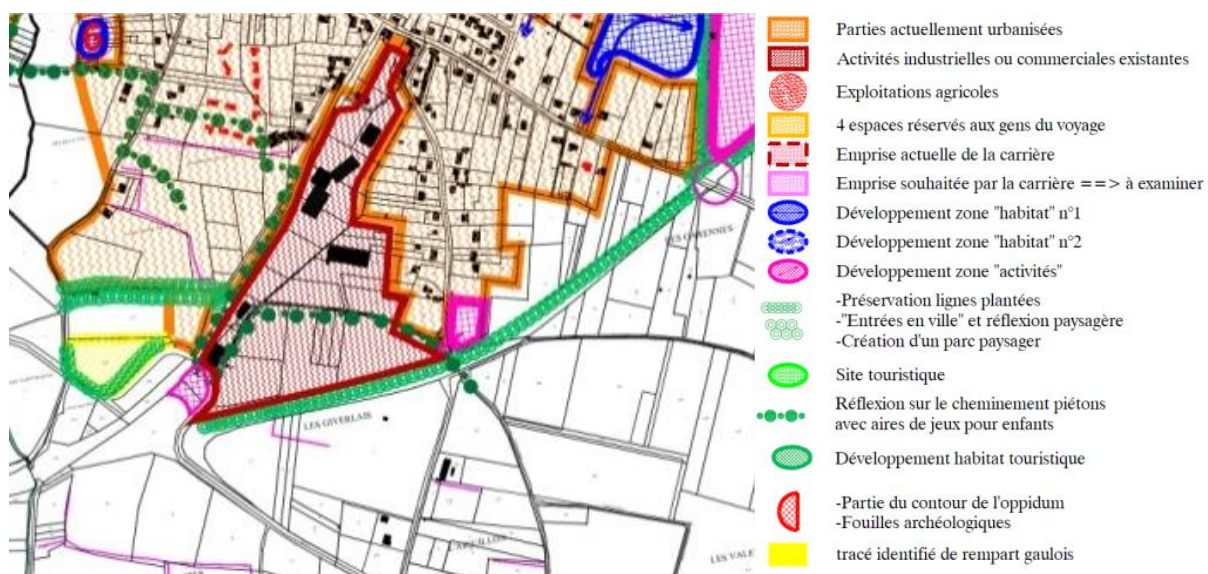 Parties actuellement urbanisées
Activités industrielles ou commerciales existantes
Exploitations agricoles
4 espaces réservés aux gens du voyage
Emprise actuelle de la carrière
Emprise souhaitée par la carrière ==> à examiner
Développement zone "habitat" n°1
Développement zone "habitat" n°2
Développement zone "activités"
-Préservation lignes plantées
-"Entrées en ville" et réflexion paysagère
-Création d'un parc paysager
Site touristique
Réflexion sur le cheminement piétons
avec aires de jeux pour enfants
Développement habitat touristique
-Partie du contour de l'oppidum
-Fouilles archéologiques
tracé identifié de rempart gaulois
LES GARENNES
LES GIVERLAIS
LES VALE